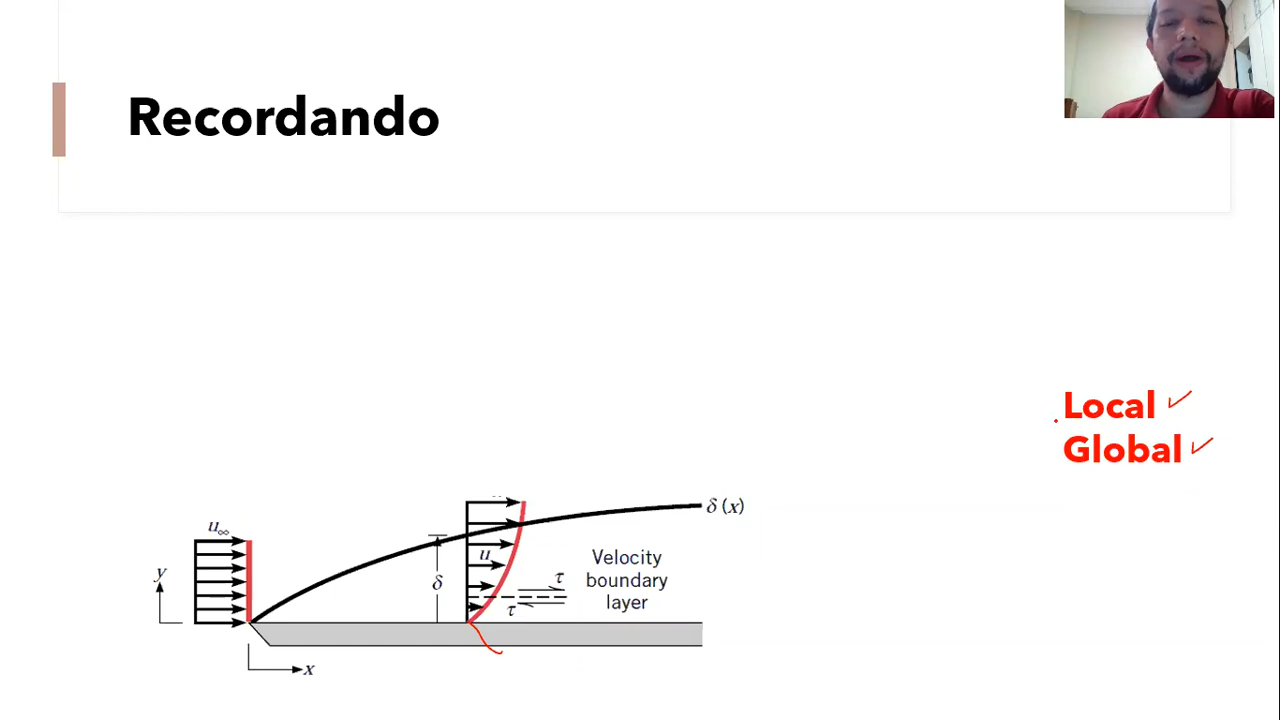 Recordando
Local
Global
δ (x)
u∞
u
Velocity
boundary
layer
τ
τ
δ
y
x